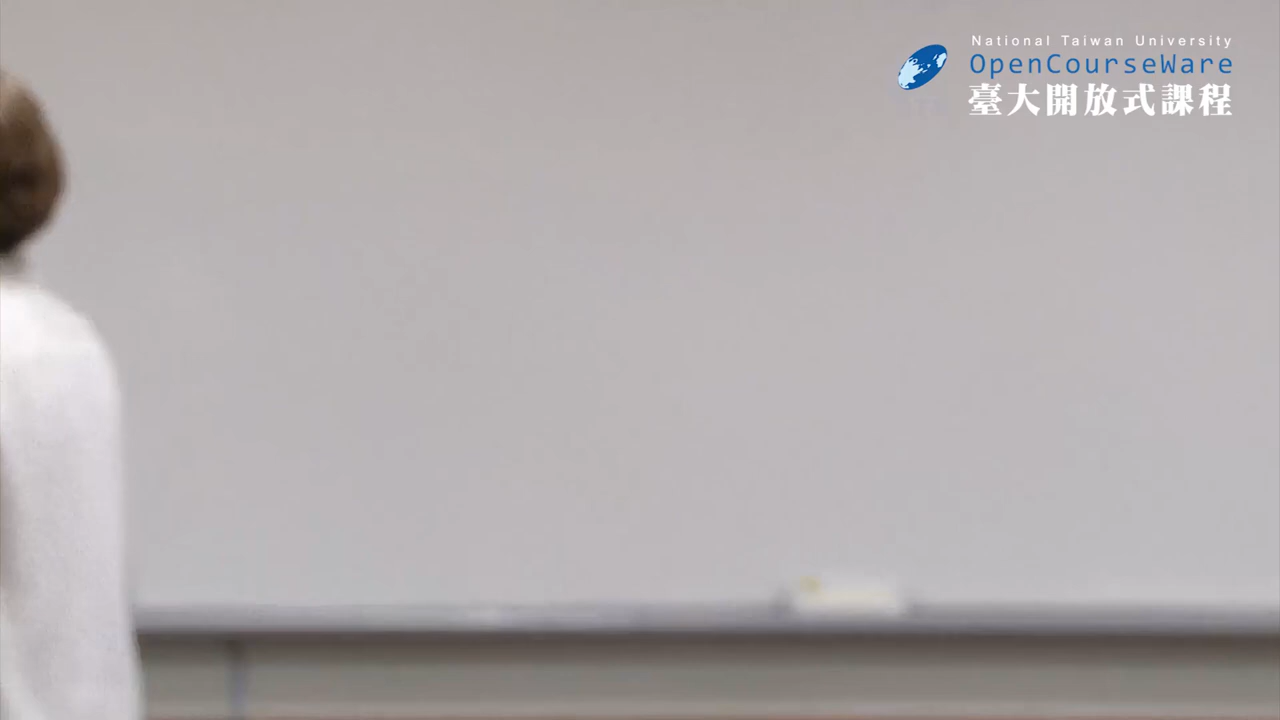 National Taiwan University
OpenCourseWare
臺大開放式課程